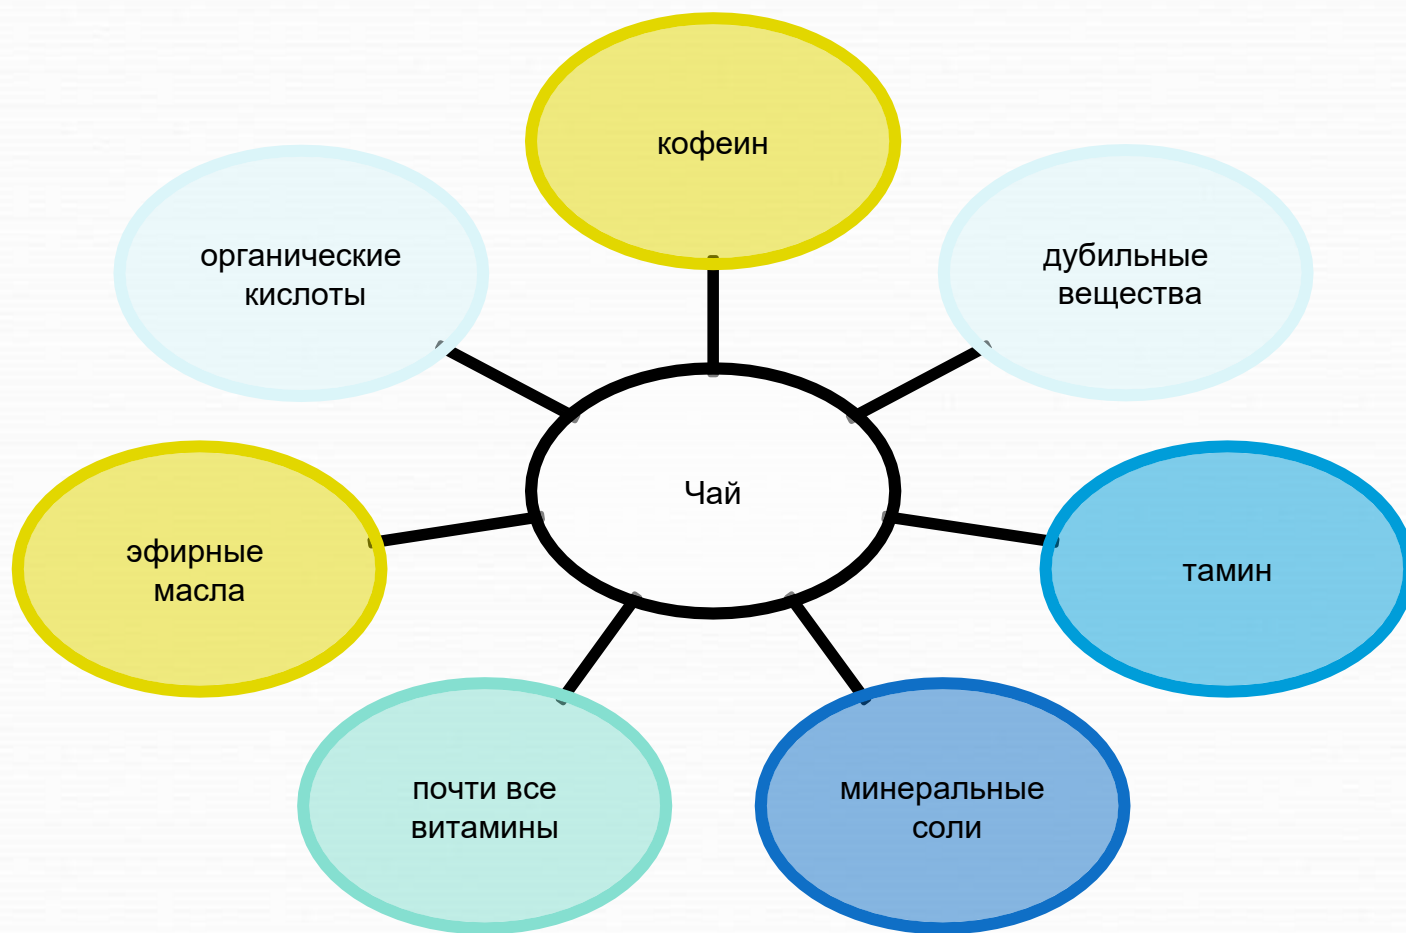 кофеин
органические
кислоты
дубильные
вещества
Чай
эфирные
масла
тамин
почти все
витамины
минеральные
соли